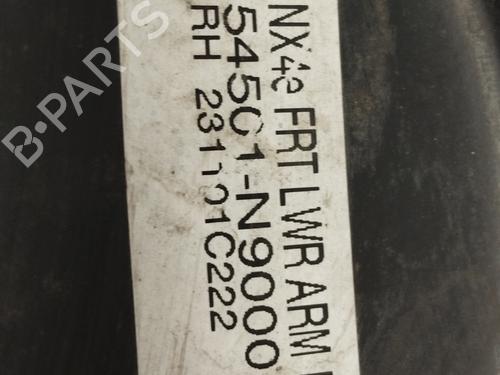 NX4e FRT LWR ARM
54501-N9000
RH 231101C222
B-PARTS